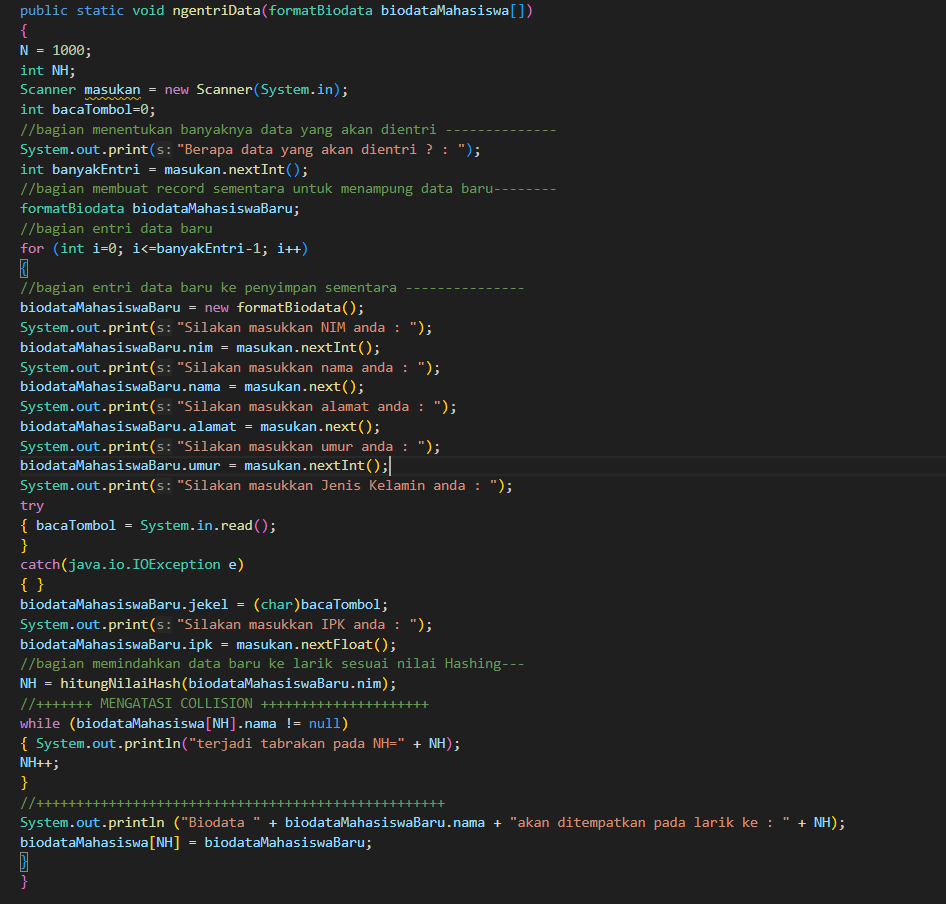 public static void ngentriData(formatBiodata biodataMahasiswa[])
{
N = 1000;
int NH;
Scanner masukan = new Scanner(System.in);
int bacaTombol=0;
//bagian menentukan banyaknya data yang akan dientri --------------
System.out.print(s: "Berapa data yang akan dientri ? : ");
int banyakEntri = masukan.nextInt();
//bagian membuat record sementara untuk menampung data baru--------
formatBiodata biodataMahasiswaBaru;
//bagian entri data baru
for (int i=0; i<=banyakEntri-1; i++)
{
//bagian entri data baru ke penyimpan sementara ---------------
biodataMahasiswaBaru = new formatBiodata();
System.out.print(s: "Silakan masukkan NIM anda : ");
biodataMahasiswaBaru.nim = masukan.nextInt();
System.out.print(s: "Silakan masukkan nama anda : ");
biodataMahasiswaBaru.nama = masukan.next();
System.out.print(s: "Silakan masukkan alamat anda : ");
biodataMahasiswaBaru.alamat = masukan.next();
System.out.print(s: "Silakan masukkan umur anda : ");
biodataMahasiswaBaru.umur = masukan.nextInt();
System.out.print(s: "Silakan masukkan Jenis Kelamin anda : ");
try
{ bacaTombol = System.in.read();
}
catch(java.io.IOException e)
{ }
biodataMahasiswaBaru.jekel = (char)bacaTombol;
System.out.print(s: "Silakan masukkan IPK anda : ");
biodataMahasiswaBaru.ipk = masukan.nextFloat();
//bagian memindahkan data baru ke larik sesuai nilai Hashing---
NH = hitungNilaiHash(biodataMahasiswaBaru.nim);
//+++++++ MENGATASI COLLISION +++++++++++++++++++++
while (biodataMahasiswa[NH].nama != null)
{ System.out.println("terjadi tabrakan pada NH=" + NH);
NH++;
}
//+++++++++++++++++++++++++++++++++++++++++++++++++++
System.out.println ("Biodata " + biodataMahasiswaBaru.nama + "akan ditempatkan pada larik ke : " + NH);
biodataMahasiswa[NH] = biodataMahasiswaBaru;
}
}